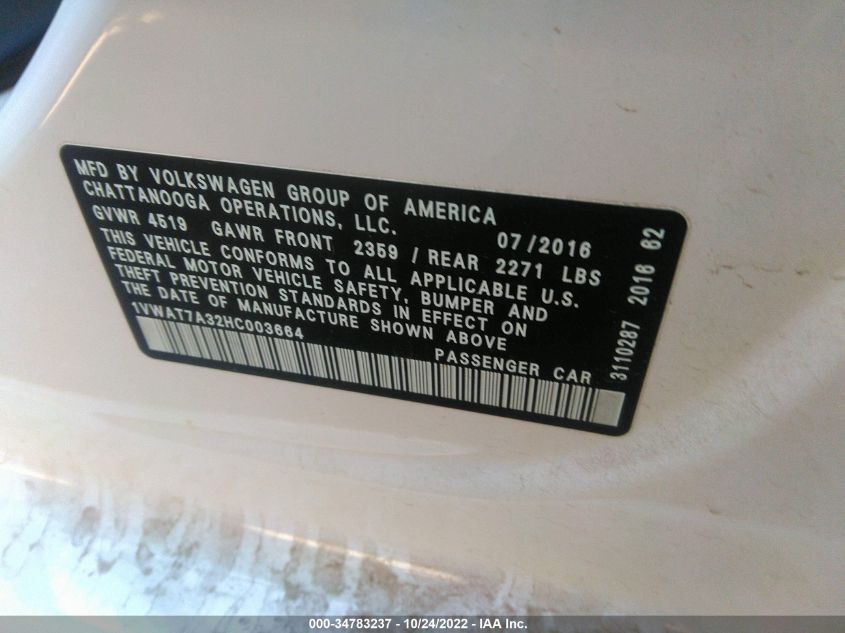 MFD BY VOLKSWAGEN GROUP OF AMERICA
CHATTANOOGA OPERATIONS, LLC.
07/2016
GVWR 4519 GAWR FRONT 2359 / REAR 2271 LBS
THIS VEHICLE CONFORMS TO ALL APPLICABLE U.S.
FEDERAL MOTOR VEHICLE SAFETY, BUMPER AND
THEFT PREVENTION STANDARDS IN EFFECT ON
THE DATE OF MANUFACTURE SHOWN ABOVE
1VWAT7A32HC003664
PASSENGER CAR
3110287 2016 62
000-34783237 - 10/24/2022 - IAA Inc.